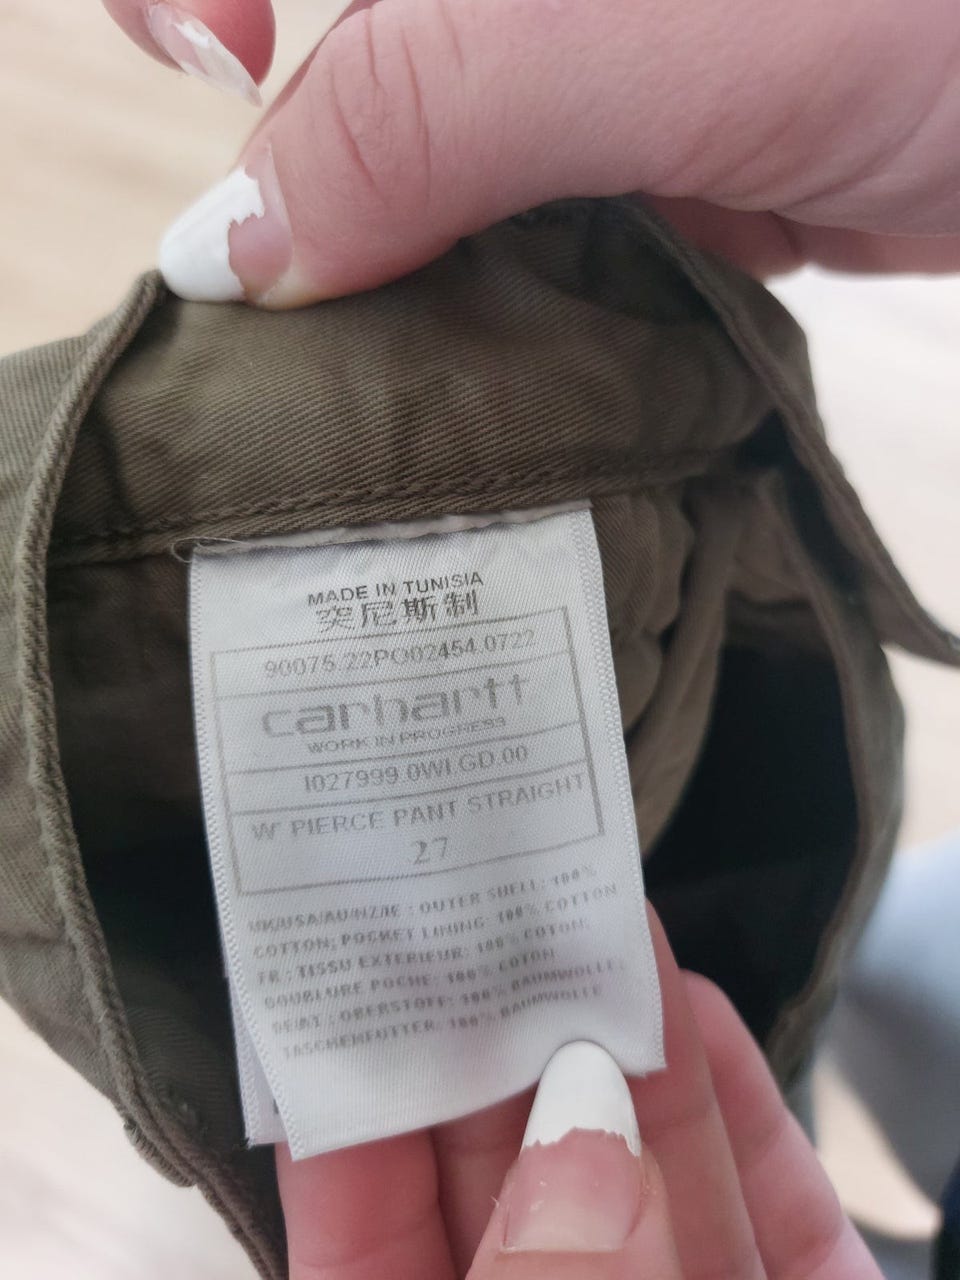 MADE IN TUNISIA
突尼斯制
90075.22PO02454.0722
carhartt
WORK IN PROGRESS
I027999.0WI.GD.00
W' PIERCE PANT STRAIGHT
27
UK/USA/AU/NZ/IE : OUTER SHELL: 100%
COTTON; POCKET LINING: 100% COTTON
FR : TISSU EXTERIEUR: 100% COTON;
DOUBLURE POCHE: 100% COTON
DE/AT : OBERSTOFF: 100% BAUMWOLLE;
TASCHENFUTTER: 100% BAUMWOLLE